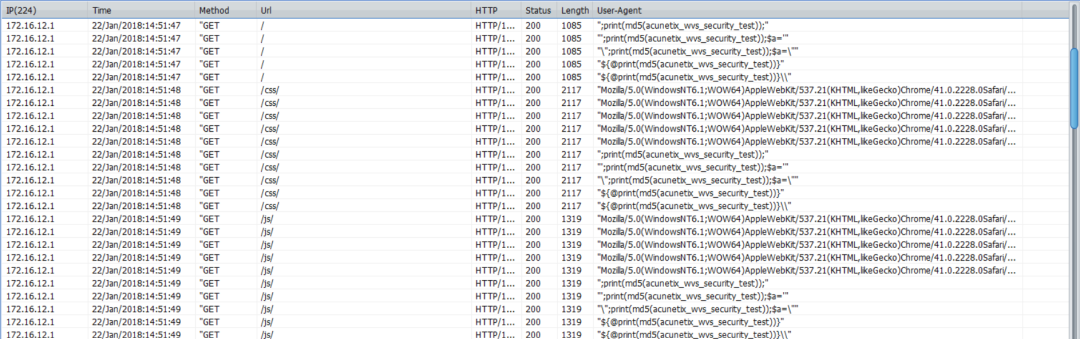 IP(224) Time Method Url HTTP Status Length User-Agent
172.16.12.1 22/Jan/2018:14:51:47 "GET / HTTP/1... 200 1085 ";print(md5(acunetix_wvs_security_test));"
172.16.12.1 22/Jan/2018:14:51:47 "GET / HTTP/1... 200 1085 "';print(md5(acunetix_wvs_security_test));$a='"
172.16.12.1 22/Jan/2018:14:51:47 "GET / HTTP/1... 200 1085 "\";print(md5(acunetix_wvs_security_test));$a=\""
172.16.12.1 22/Jan/2018:14:51:47 "GET / HTTP/1... 200 1085 "${@print(md5(acunetix_wvs_security_test))}"
172.16.12.1 22/Jan/2018:14:51:47 "GET / HTTP/1... 200 1085 "${@print(md5(acunetix_wvs_security_test))}\\"
172.16.12.1 22/Jan/2018:14:51:48 "GET /css/ HTTP/1... 200 2117 "Mozilla/5.0(WindowsNT6.1;WOW64)AppleWebKit/537.21(KHTML,likeGecko)Chrome/41.0.2228.0Safari/...
172.16.12.1 22/Jan/2018:14:51:48 "GET /css/ HTTP/1... 200 2117 "Mozilla/5.0(WindowsNT6.1;WOW64)AppleWebKit/537.21(KHTML,likeGecko)Chrome/41.0.2228.0Safari/...
172.16.12.1 22/Jan/2018:14:51:48 "GET /css/ HTTP/1... 200 2117 "Mozilla/5.0(WindowsNT6.1;WOW64)AppleWebKit/537.21(KHTML,likeGecko)Chrome/41.0.2228.0Safari/...
172.16.12.1 22/Jan/2018:14:51:48 "GET /css/ HTTP/1... 200 2117 "Mozilla/5.0(WindowsNT6.1;WOW64)AppleWebKit/537.21(KHTML,likeGecko)Chrome/41.0.2228.0Safari/...
172.16.12.1 22/Jan/2018:14:51:48 "GET /css/ HTTP/1... 200 2117 "Mozilla/5.0(WindowsNT6.1;WOW64)AppleWebKit/537.21(KHTML,likeGecko)Chrome/41.0.2228.0Safari/...
172.16.12.1 22/Jan/2018:14:51:48 "GET /css/ HTTP/1... 200 2117 ";print(md5(acunetix_wvs_security_test));"
172.16.12.1 22/Jan/2018:14:51:48 "GET /css/ HTTP/1... 200 2117 "';print(md5(acunetix_wvs_security_test));$a='"
172.16.12.1 22/Jan/2018:14:51:48 "GET /css/ HTTP/1... 200 2117 "\";print(md5(acunetix_wvs_security_test));$a=\""
172.16.12.1 22/Jan/2018:14:51:48 "GET /css/ HTTP/1... 200 2117 "${@print(md5(acunetix_wvs_security_test))}"
172.16.12.1 22/Jan/2018:14:51:48 "GET /css/ HTTP/1... 200 2117 "${@print(md5(acunetix_wvs_security_test))}\\"
172.16.12.1 22/Jan/2018:14:51:49 "GET /js/ HTTP/1... 200 1319 "Mozilla/5.0(WindowsNT6.1;WOW64)AppleWebKit/537.21(KHTML,likeGecko)Chrome/41.0.2228.0Safari/...
172.16.12.1 22/Jan/2018:14:51:49 "GET /js/ HTTP/1... 200 1319 "Mozilla/5.0(WindowsNT6.1;WOW64)AppleWebKit/537.21(KHTML,likeGecko)Chrome/41.0.2228.0Safari/...
172.16.12.1 22/Jan/2018:14:51:49 "GET /js/ HTTP/1... 200 1319 "Mozilla/5.0(WindowsNT6.1;WOW64)AppleWebKit/537.21(KHTML,likeGecko)Chrome/41.0.2228.0Safari/...
172.16.12.1 22/Jan/2018:14:51:49 "GET /js/ HTTP/1... 200 1319 "Mozilla/5.0(WindowsNT6.1;WOW64)AppleWebKit/537.21(KHTML,likeGecko)Chrome/41.0.2228.0Safari/...
172.16.12.1 22/Jan/2018:14:51:49 "GET /js/ HTTP/1... 200 1319 "Mozilla/5.0(WindowsNT6.1;WOW64)AppleWebKit/537.21(KHTML,likeGecko)Chrome/41.0.2228.0Safari/...
172.16.12.1 22/Jan/2018:14:51:49 "GET /js/ HTTP/1... 200 1319 ";print(md5(acunetix_wvs_security_test));"
172.16.12.1 22/Jan/2018:14:51:49 "GET /js/ HTTP/1... 200 1319 "';print(md5(acunetix_wvs_security_test));$a='"
172.16.12.1 22/Jan/2018:14:51:49 "GET /js/ HTTP/1... 200 1319 "\";print(md5(acunetix_wvs_security_test));$a=\""
172.16.12.1 22/Jan/2018:14:51:49 "GET /js/ HTTP/1... 200 1319 "${@print(md5(acunetix_wvs_security_test))}"
172.16.12.1 22/Jan/2018:14:51:49 "GET /js/ HTTP/1... 200 1319 "${@print(md5(acunetix_wvs_security_test))}\\"